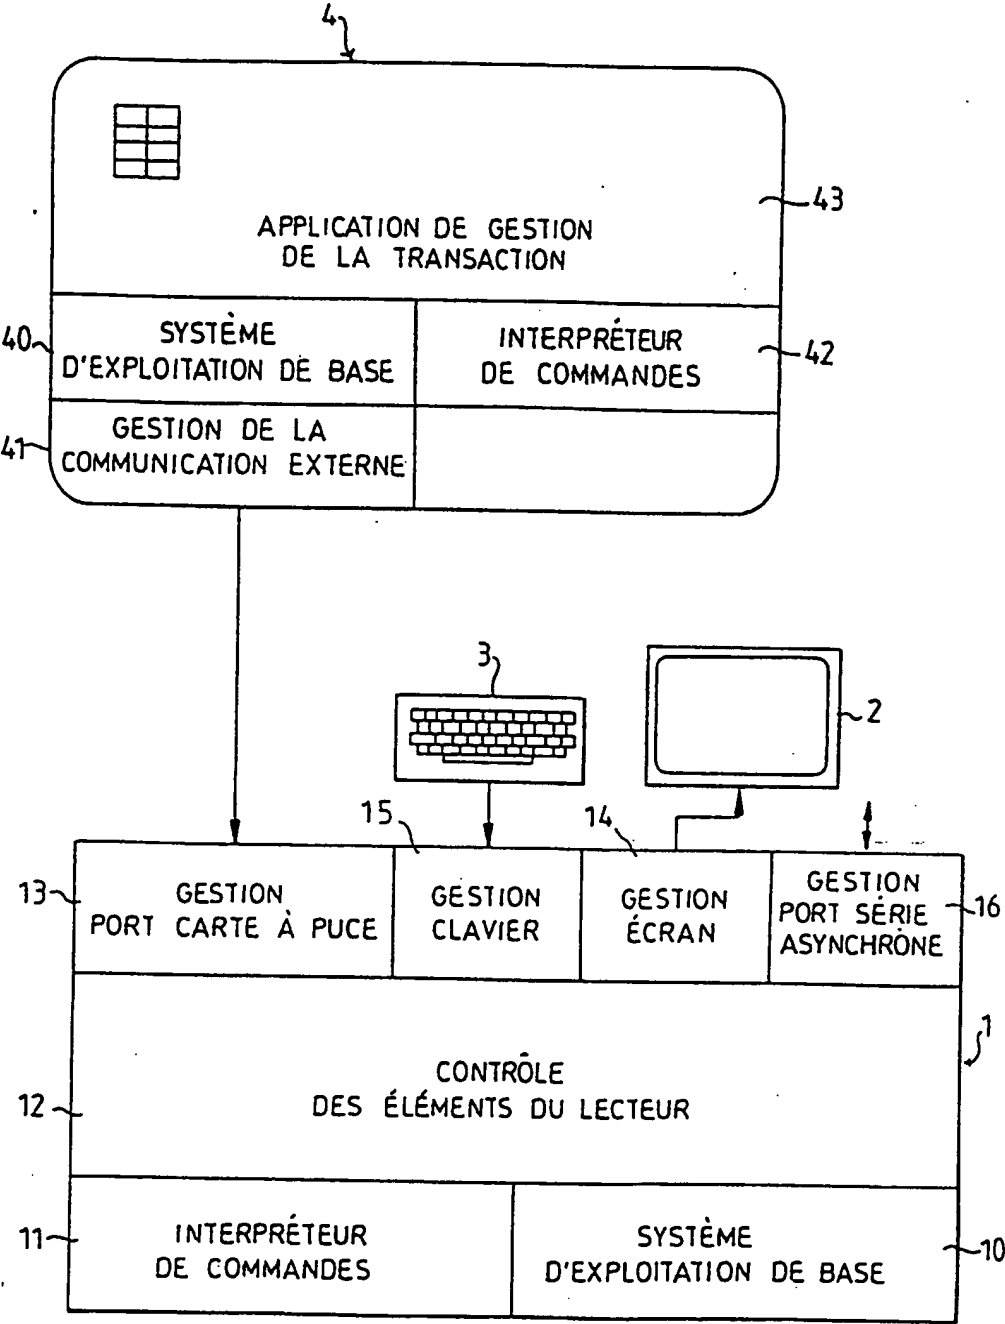 4
43
APPLICATION DE GESTION
DE LA TRANSACTION
40
SYSTÈME
D'EXPLOITATION DE BASE
INTERPRÉTEUR
DE COMMANDES
42
41
GESTION DE LA
COMMUNICATION EXTERNE
3
2
15
14
13
GESTION
PORT CARTE À PUCE
GESTION
CLAVIER
GESTION
ÉCRAN
GESTION
PORT SÉRIE
ASYNCHRÔNE
16
1
CONTRÔLE
DES ÉLÉMENTS DU LECTEUR
12
11
INTERPRÉTEUR
DE COMMANDES
SYSTÈME
D'EXPLOITATION DE BASE
10